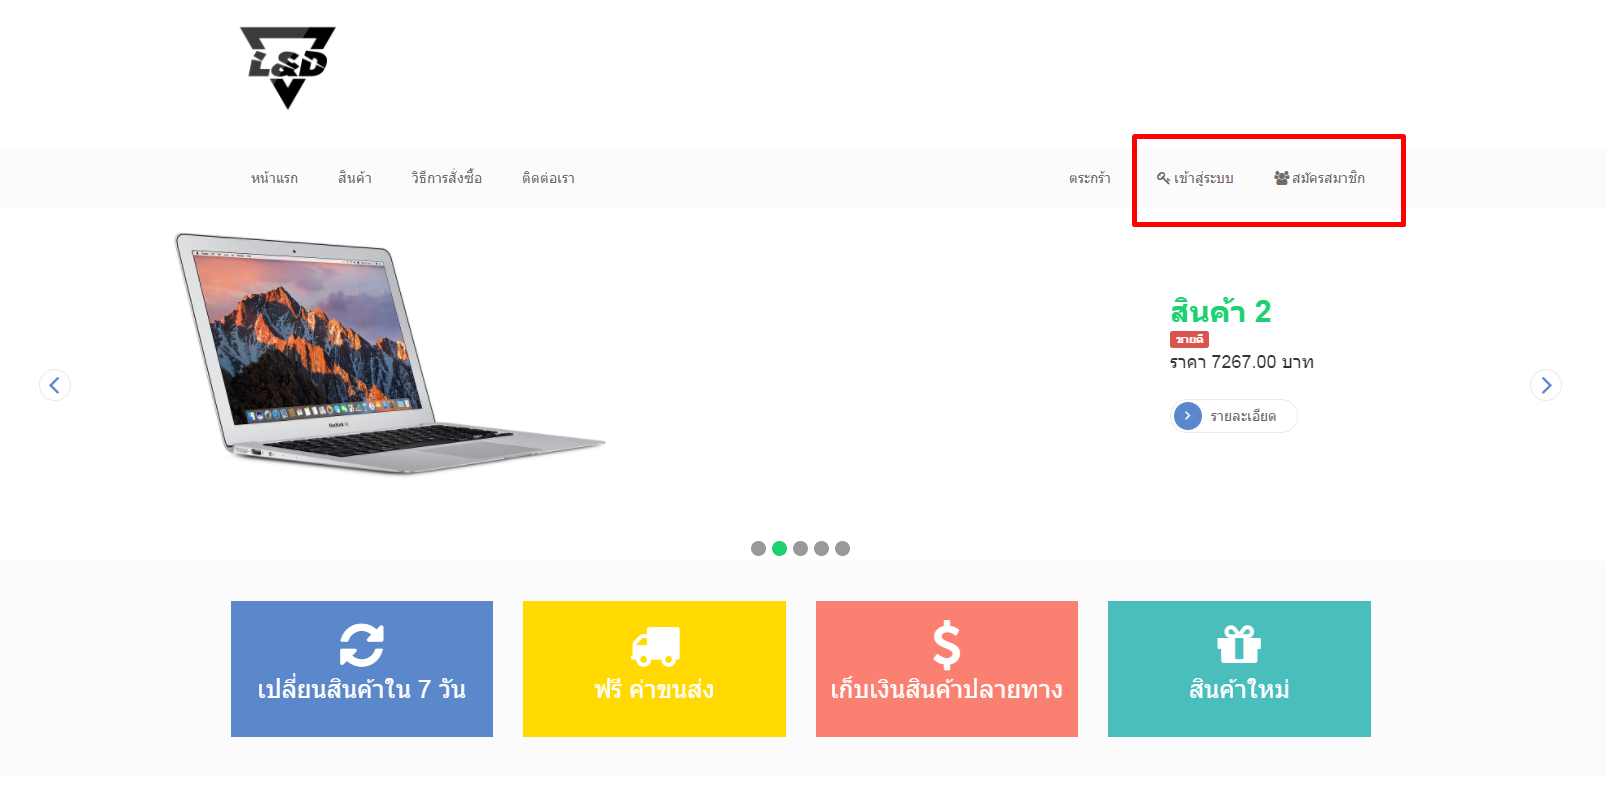 L&D
หน้าแรก สินค้า วิธีการสั่งซื้อ ติดต่อเรา ตระกร้า เข้าสู่ระบบ สมัครสมาชิก
สินค้า 2
ขายดี
ราคา 7267.00 บาท
รายละเอียด
เปลี่ยนสินค้าใน 7 วัน
ฟรี ค่าขนส่ง
เก็บเงินสินค้าปลายทาง
สินค้าใหม่